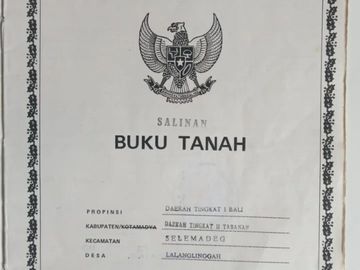 SALINAN
BUKU TANAH
PROPINSI DAERAH TINGKAT I BALI
KABUPATEN/KOTAMADYA DAERAH TINGKAT II TABANAN
KECAMATAN SELEMADEG
DESA LALANGLINGGAH